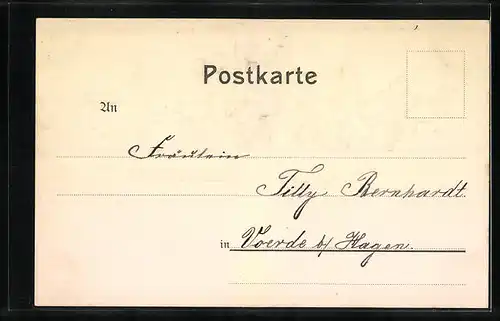 Postkarte
An
Fräulein
Tilly Bernhardt.
in Voerde b/ Hagen.